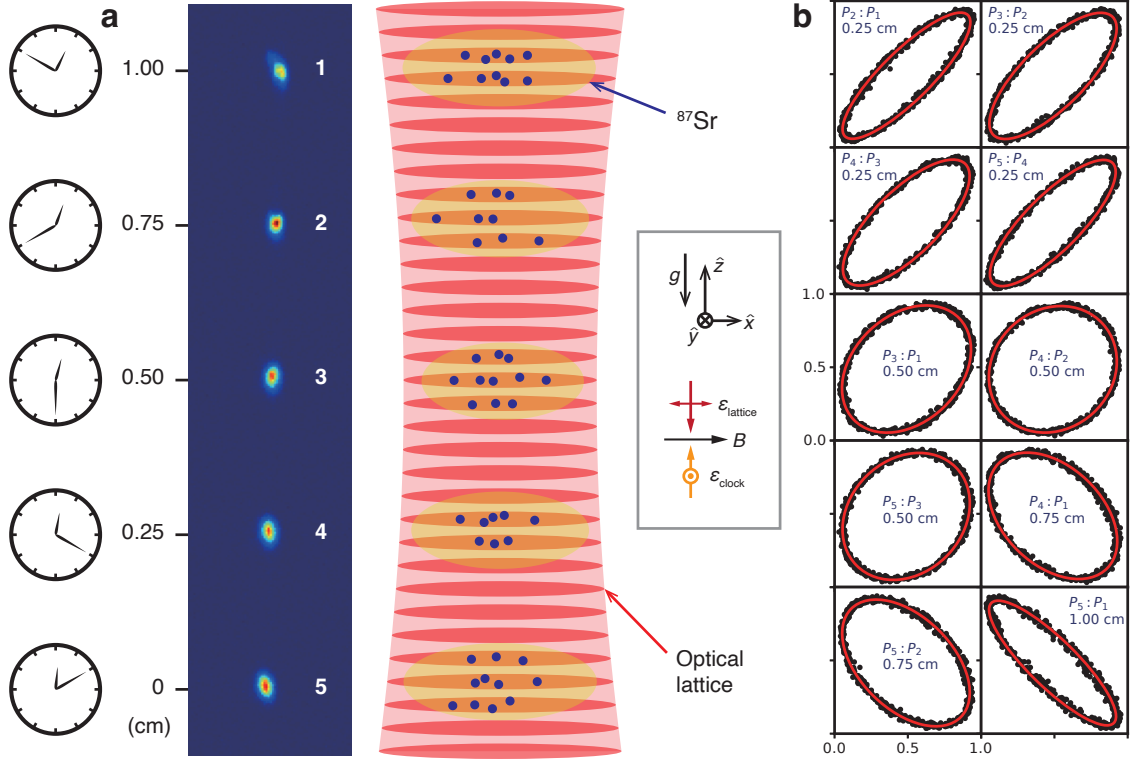 a
b
1.00
0.75
0.50
0.25
0
(cm)
1
2
3
4
5
⁸⁷Sr
Optical
lattice
g
ẑ
x̂
ŷ
ε_lattice
B
ε_clock
P₂ : P₁
0.25 cm
P₃ : P₂
0.25 cm
P₄ : P₃
0.25 cm
P₅ : P₄
0.25 cm
P₃ : P₁
0.50 cm
P₄ : P₂
0.50 cm
P₅ : P₃
0.50 cm
P₄ : P₁
0.75 cm
P₅ : P₂
0.75 cm
P₅ : P₁
1.00 cm
1.0
0.5
0.0
0.0
0.5
1.0